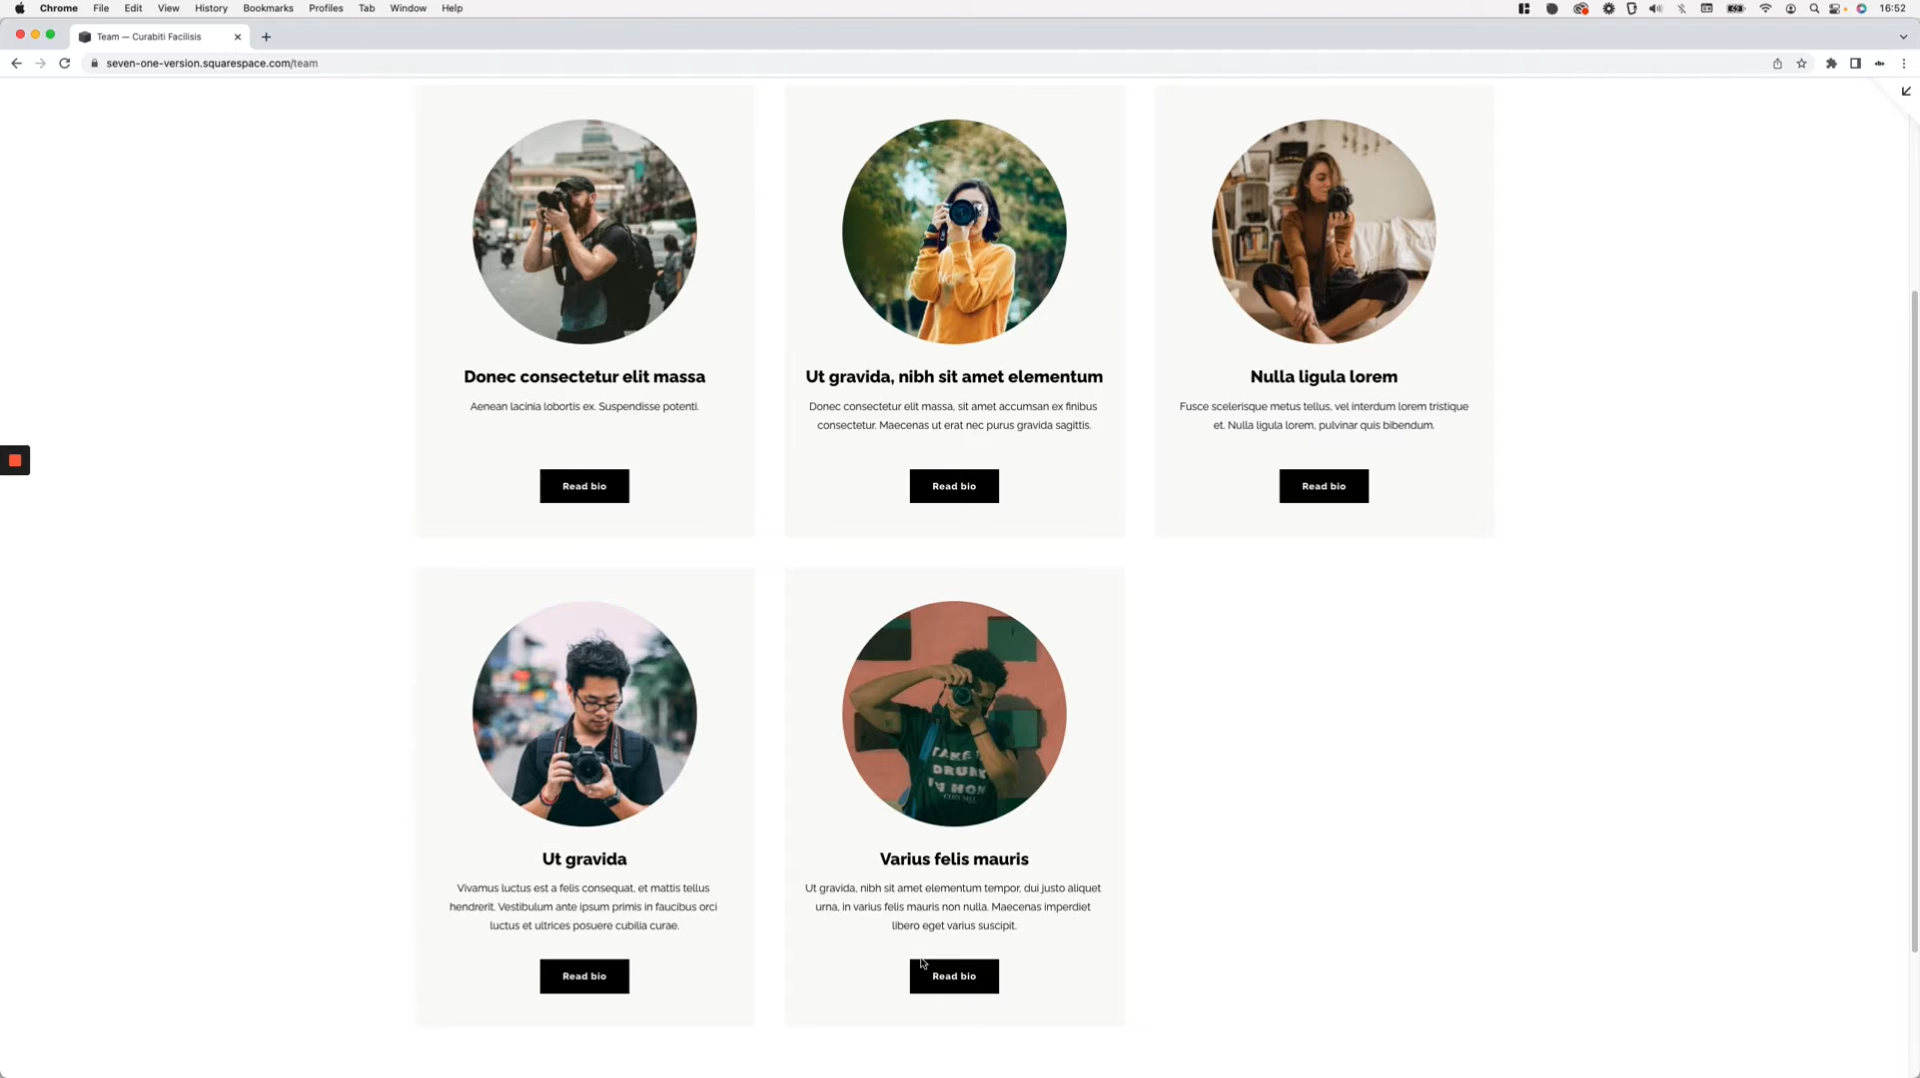 Chrome File Edit View History Bookmarks Profiles Tab Window Help 16:52
Team — Curabiti Facilisis
seven-one-version.squarespace.com/team
Donec consectetur elit massa
Aenean lacinia lobortis ex. Suspendisse potenti.
Read bio
Ut gravida, nibh sit amet elementum
Donec consectetur elit massa, sit amet accumsan ex finibus
consectetur. Maecenas ut erat nec purus gravida sagittis.
Read bio
Nulla ligula lorem
Fusce scelerisque metus tellus, vel interdum lorem tristique
et. Nulla ligula lorem, pulvinar quis bibendum.
Read bio
TAKE
DRUNK
HOM
Ut gravida
Vivamus luctus est a felis consequat, et mattis tellus
hendrerit. Vestibulum ante ipsum primis in faucibus orci
luctus et ultrices posuere cubilia curae.
Read bio
Varius felis mauris
Ut gravida, nibh sit amet elementum tempor, dui justo aliquet
urna, in varius felis mauris non nulla. Maecenas imperdiet
libero eget varius suscipit.
Read bio